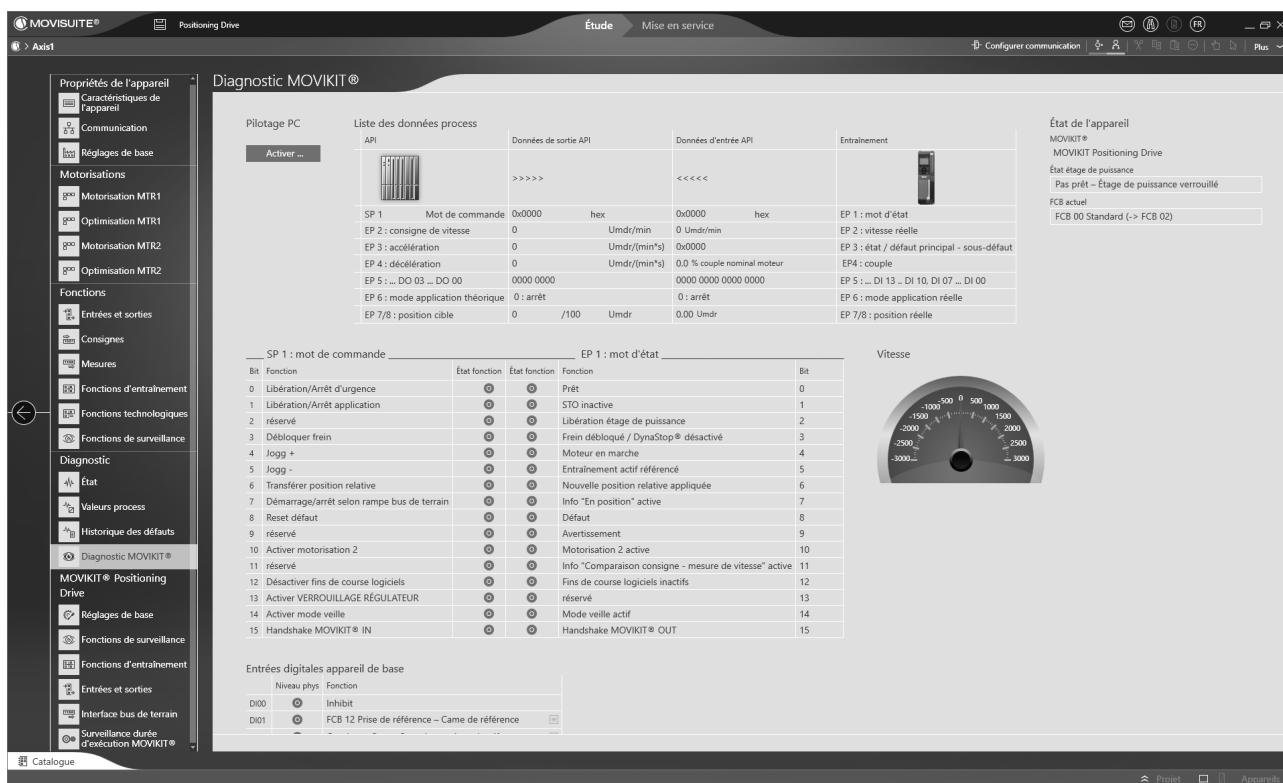 MOVISUITE® Positioning Drive Étude Mise en service FR
> Axis1 Configurer communication Plus
Diagnostic MOVIKIT®
Propriétés de l'appareil
Caractéristiques de l'appareil
Communication
Réglages de base
Motorisations
Motorisation MTR1
Optimisation MTR1
Motorisation MTR2
Optimisation MTR2
Fonctions
Entrées et sorties
Consignes
Mesures
Fonctions d'entraînement
Fonctions technologiques
Fonctions de surveillance
Diagnostic
État
Valeurs process
Historique des défauts
Diagnostic MOVIKIT®
MOVIKIT® Positioning Drive
Réglages de base
Fonctions de surveillance
Fonctions d'entraînement
Entrées et sorties
Interface bus de terrain
Surveillance durée d'exécution MOVIKIT®
Pilotage PC
Activer ...
Liste des données process
API Données de sortie API Données d'entrée API Entraînement
>>>>> <<<<<
SP 1 Mot de commande 0x0000 hex 0x0000 hex EP 1 : mot d'état
EP 2 : consigne de vitesse 0 Umdr/min 0 Umdr/min EP 2 : vitesse réelle
EP 3 : accélération 0 Umdr/(min*s) 0x0000 EP 3 : état / défaut principal - sous-défaut
EP 4 : décélération 0 Umdr/(min*s) 0.0 % couple nominal moteur EP4 : couple
EP 5 : ... DO 03 ... DO 00 0000 0000 0000 0000 0000 0000 EP 5 : ... DI 13 .. DI 10, DI 07 ... DI 00
EP 6 : mode application théorique 0 : arrêt 0 : arrêt EP 6 : mode application réelle
EP 7/8 : position cible 0 /100 Umdr 0.00 Umdr EP 7/8 : position réelle
État de l'appareil
MOVIKIT®
MOVIKIT Positioning Drive
État étage de puissance
Pas prêt – Étage de puissance verrouillé
FCB actuel
FCB 00 Standard (-> FCB 02)
SP 1 : mot de commande EP 1 : mot d'état
Bit Fonction État fonction État fonction Fonction Bit
0 Libération/Arrêt d'urgence Prêt 0
1 Libération/Arrêt application STO inactive 1
2 réservé Libération étage de puissance 2
3 Débloquer frein Frein débloqué / DynaStop® désactivé 3
4 Jogg + Moteur en marche 4
5 Jogg - Entraînement actif référencé 5
6 Transférer position relative Nouvelle position relative appliquée 6
7 Démarrage/arrêt selon rampe bus de terrain Info "En position" active 7
8 Reset défaut Défaut 8
9 réservé Avertissement 9
10 Activer motorisation 2 Motorisation 2 active 10
11 réservé Info "Comparaison consigne - mesure de vitesse" active 11
12 Désactiver fins de course logiciels Fins de course logiciels inactifs 12
13 Activer VERROUILLAGE RÉGULATEUR réservé 13
14 Activer mode veille Mode veille actif 14
15 Handshake MOVIKIT® IN Handshake MOVIKIT® OUT 15
Vitesse
-3000 -2500 -2000 -1500 -1000 -500 0 500 1000 1500 2000 2500 3000
Entrées digitales appareil de base
Niveau phys Fonction
DI00 Inhibit
DI01 FCB 12 Prise de référence – Came de référence
Catalogue
Projet Appareils